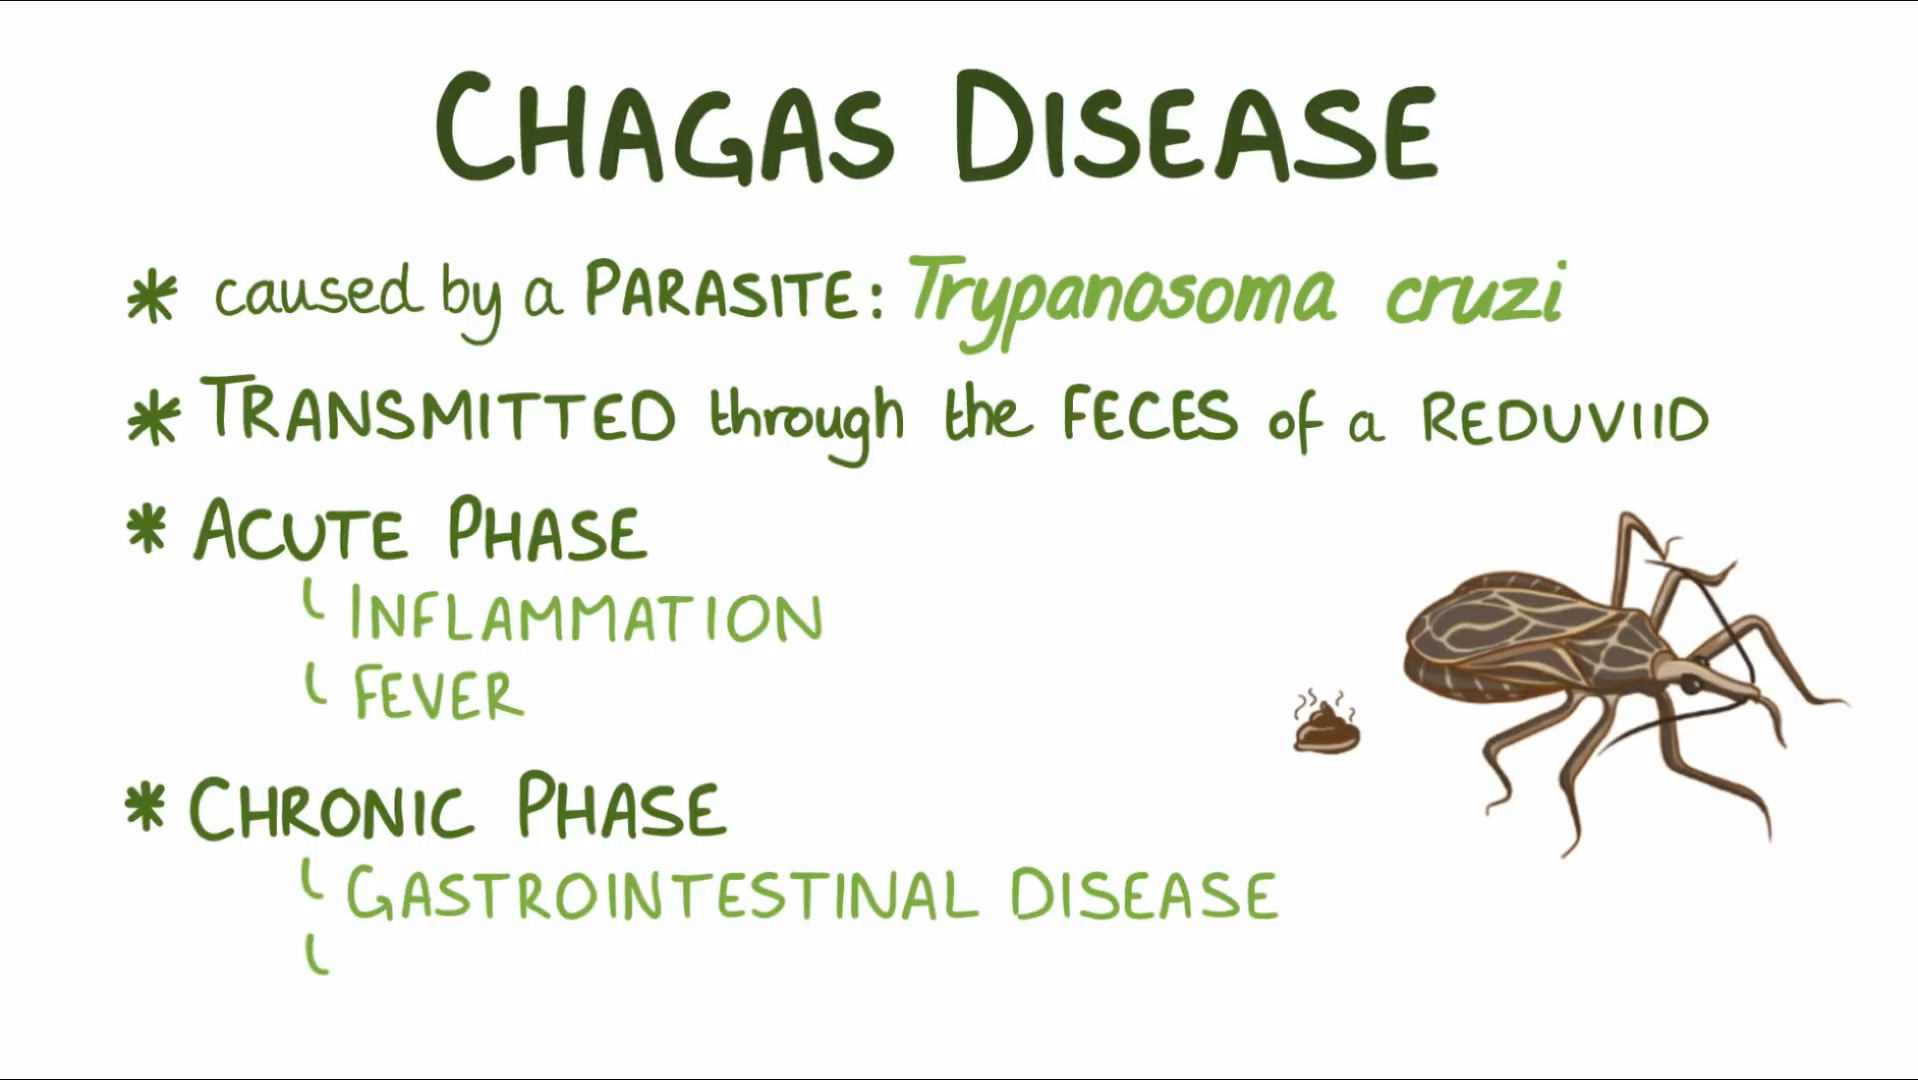 CHAGAS DISEASE
* caused by a PARASITE: Trypanosoma cruzi
* TRANSMITTED through the FECES of a REDUVIID
* ACUTE PHASE
INFLAMMATION
FEVER
* CHRONIC PHASE
GASTROINTESTINAL DISEASE